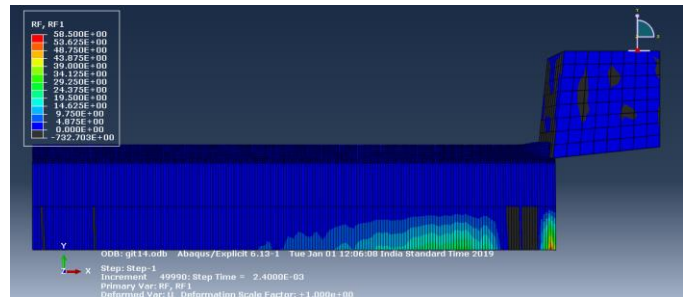 RF, RF1
58.500E+00
53.625E+00
48.750E+00
43.875E+00
39.000E+00
34.125E+00
29.250E+00
24.375E+00
19.500E+00
14.625E+00
9.750E+00
4.875E+00
0.000E+00
-732.703E+00
Y
X
Y
Z X
ODB: git14.odb Abaqus/Explicit 6.13-1 Tue Jan 01 12:06:08 India Standard Time 2019
Step: Step-1
Increment 49990: Step Time = 2.4000E-03
Primary Var: RF, RF1
Deformed Var: U Deformation Scale Factor: +1.000e+00